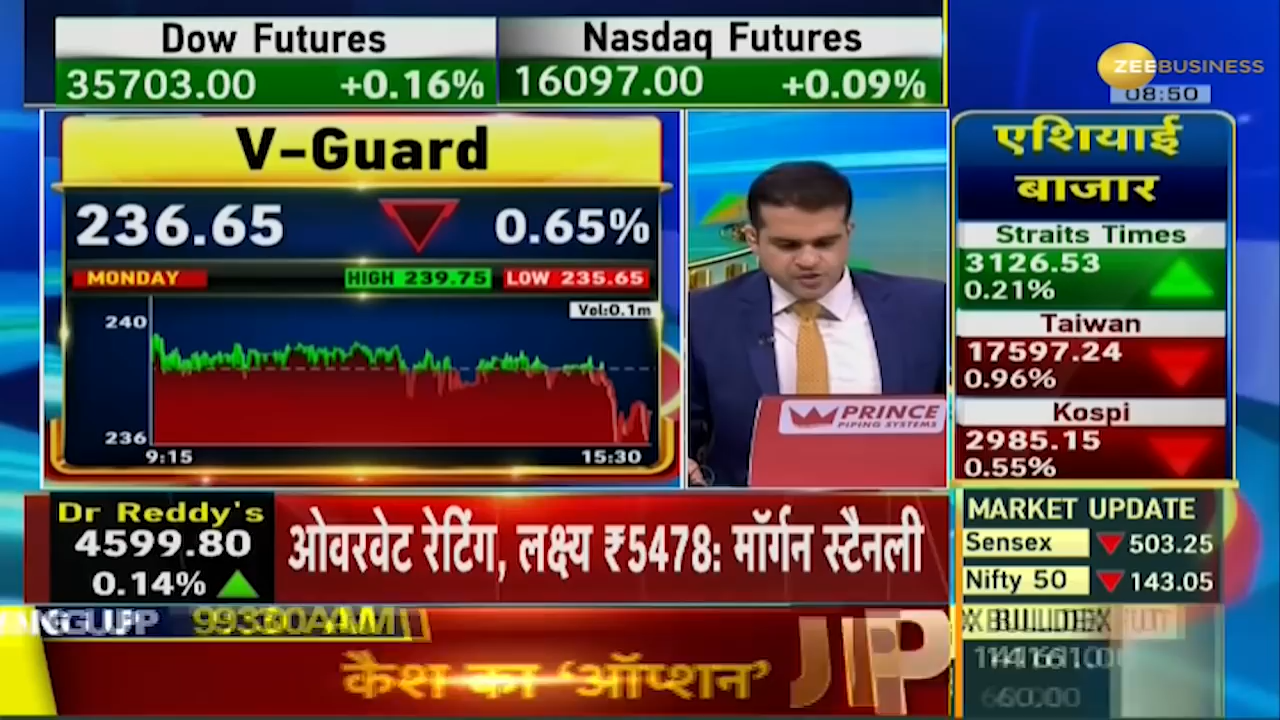 Dow Futures
35703.00 +0.16%
Nasdaq Futures
16097.00 +0.09%
ZEEBUSINESS
08:50
V-Guard
236.65 0.65%
MONDAY HIGH 239.75 LOW 235.65
Vol:0.1m
240
236
9:15 15:30
PRINCE
PIPING SYSTEMS
एशियाई
बाजार
Straits Times
3126.53
0.21%
Taiwan
17597.24
0.96%
Kospi
2985.15
0.55%
Dr Reddy's
4599.80
0.14%
ओवरवेट रेटिंग, लक्ष्य ₹5478: मॉर्गन स्टैनली
MARKET UPDATE
Sensex 503.25
Nifty 50 143.05
कैश का 'ऑप्शन'